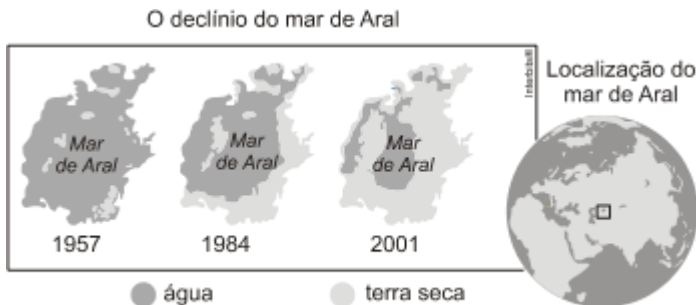 O declínio do mar de Aral
Localização do
mar de Aral
Interbits®
Mar
de Aral
Mar
de Aral
Mar
de Aral
1957
1984
2001
água
terra seca